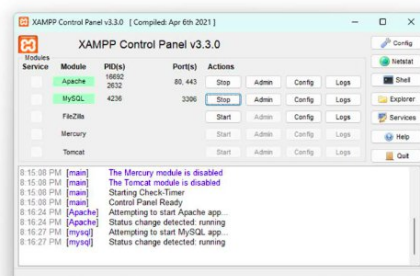 XAMPP Control Panel v3.3.0 [ Compiled: Apr 6th 2021 ]
XAMPP Control Panel v3.3.0
Config
Modules
Service Module PID(s) Port(s) Actions
Netstat
Apache 16692 2632 80, 443 Stop Admin Config Logs
Shell
MySQL 4236 3306 Stop Admin Config Logs
Explorer
FileZilla Start Admin Config Logs
Services
Mercury Start Admin Config Logs
Help
Tomcat Start Admin Config Logs
Quit
8:15:08 PM [main] The Mercury module is disabled
8:15:08 PM [main] The Tomcat module is disabled
8:15:08 PM [main] Starting Check-Timer
8:15:08 PM [main] Control Panel Ready
8:16:24 PM [Apache] Attempting to start Apache app...
8:16:24 PM [Apache] Status change detected: running
8:16:27 PM [mysql] Attempting to start MySQL app...
8:16:27 PM [mysql] Status change detected: running